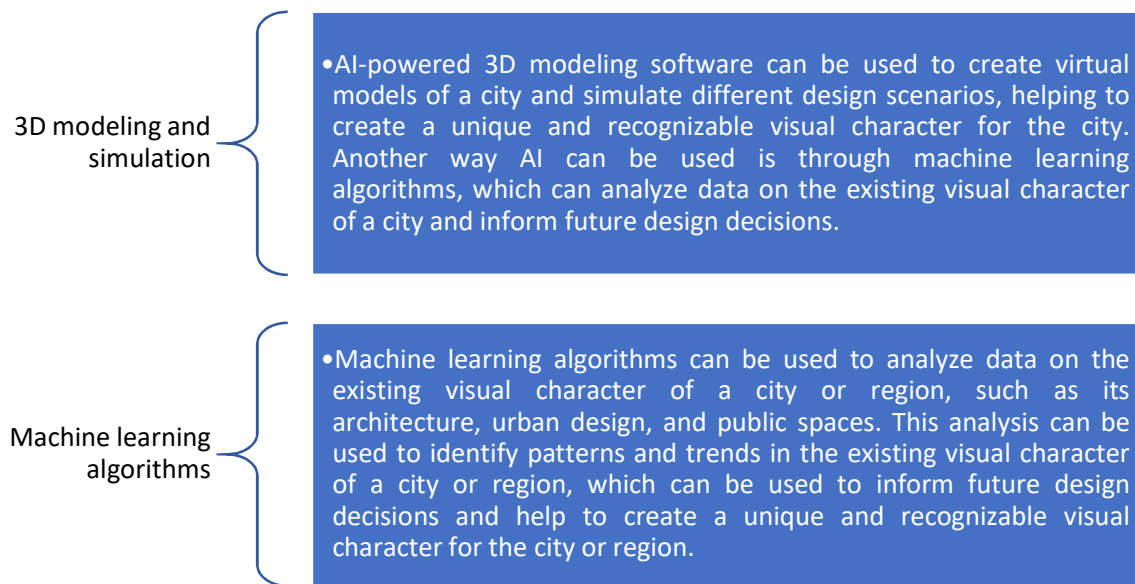 3D modeling and
simulation
•AI-powered 3D modeling software can be used to create virtual
models of a city and simulate different design scenarios, helping to
create a unique and recognizable visual character for the city.
Another way AI can be used is through machine learning
algorithms, which can analyze data on the existing visual character
of a city and inform future design decisions.
Machine learning
algorithms
•Machine learning algorithms can be used to analyze data on the
existing visual character of a city or region, such as its
architecture, urban design, and public spaces. This analysis can be
used to identify patterns and trends in the existing visual character
of a city or region, which can be used to inform future design
decisions and help to create a unique and recognizable visual
character for the city or region.